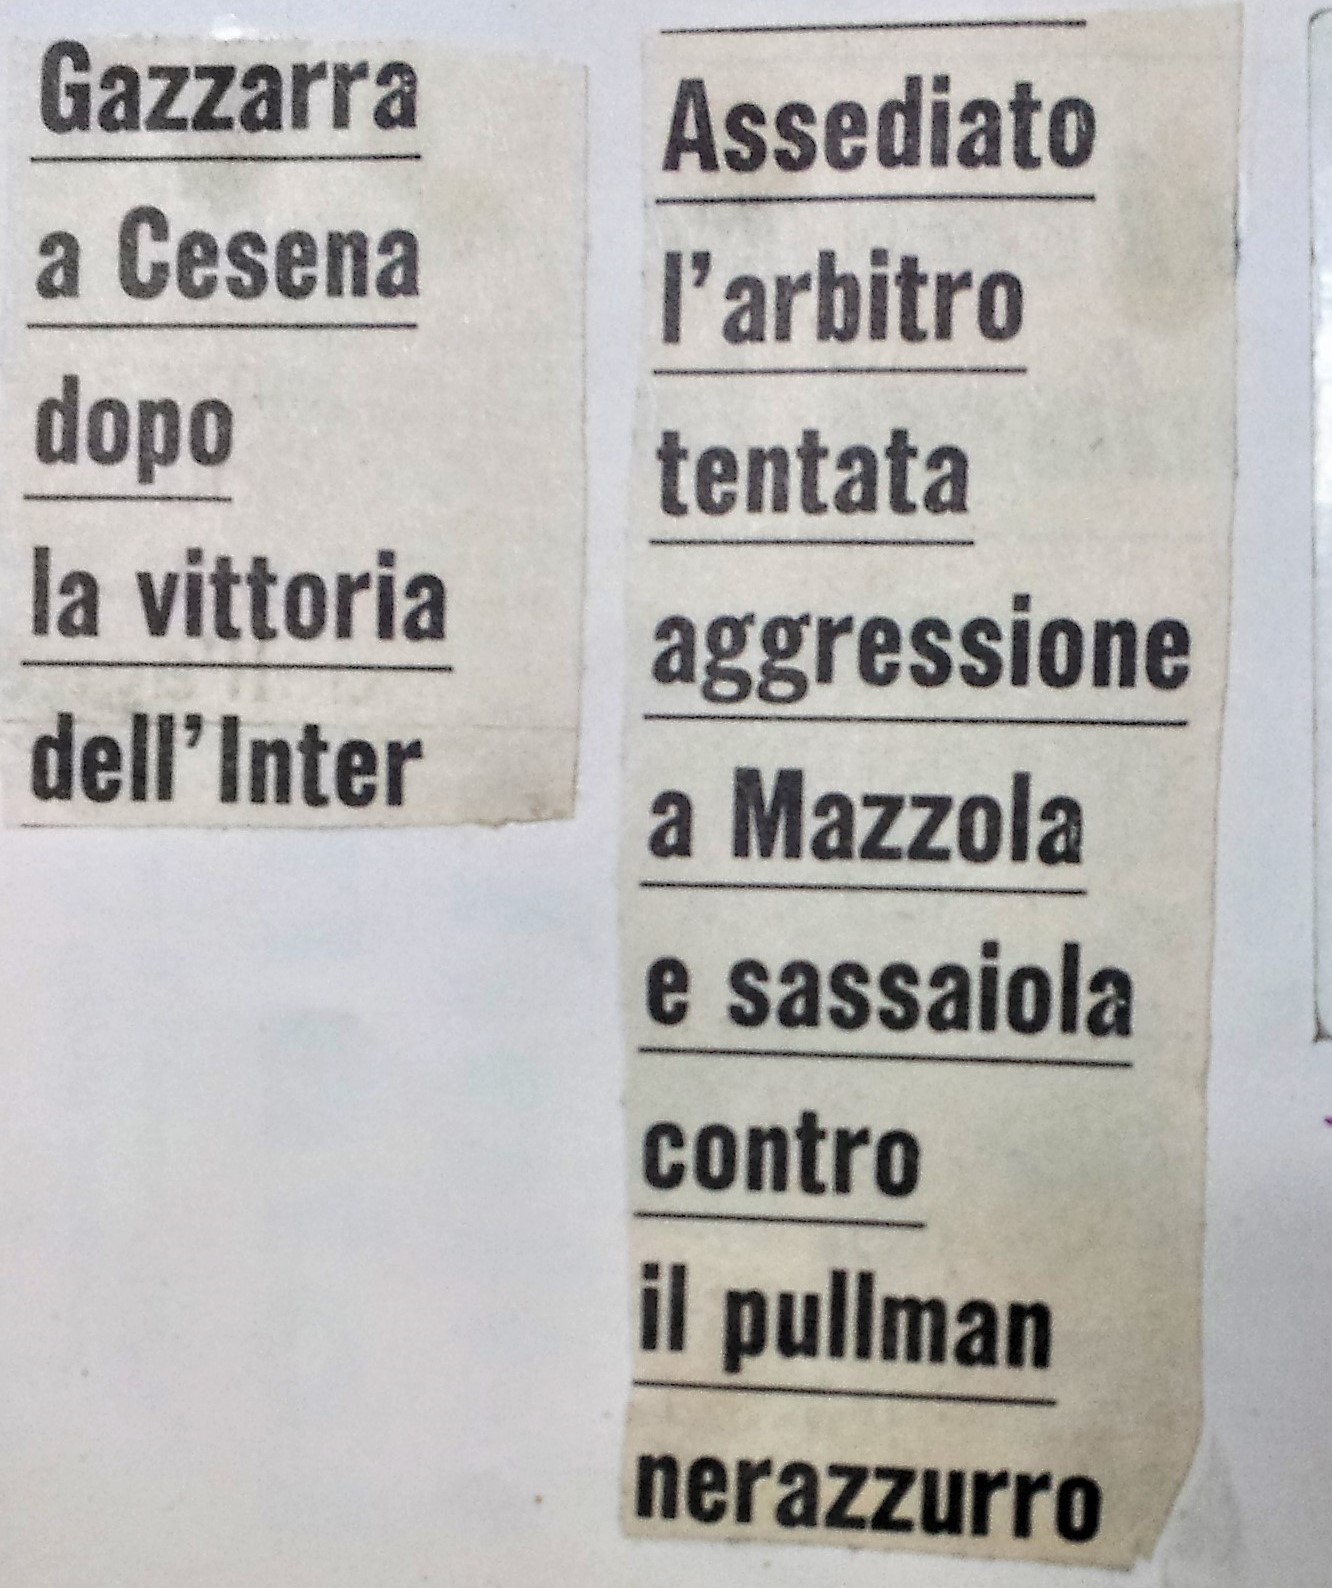 Gazzarra
a Cesena
dopo
la vittoria
dell'Inter
Assediato
l'arbitro
tentata
aggressione
a Mazzola
e sassaiola
contro
il pullman
nerazzurro